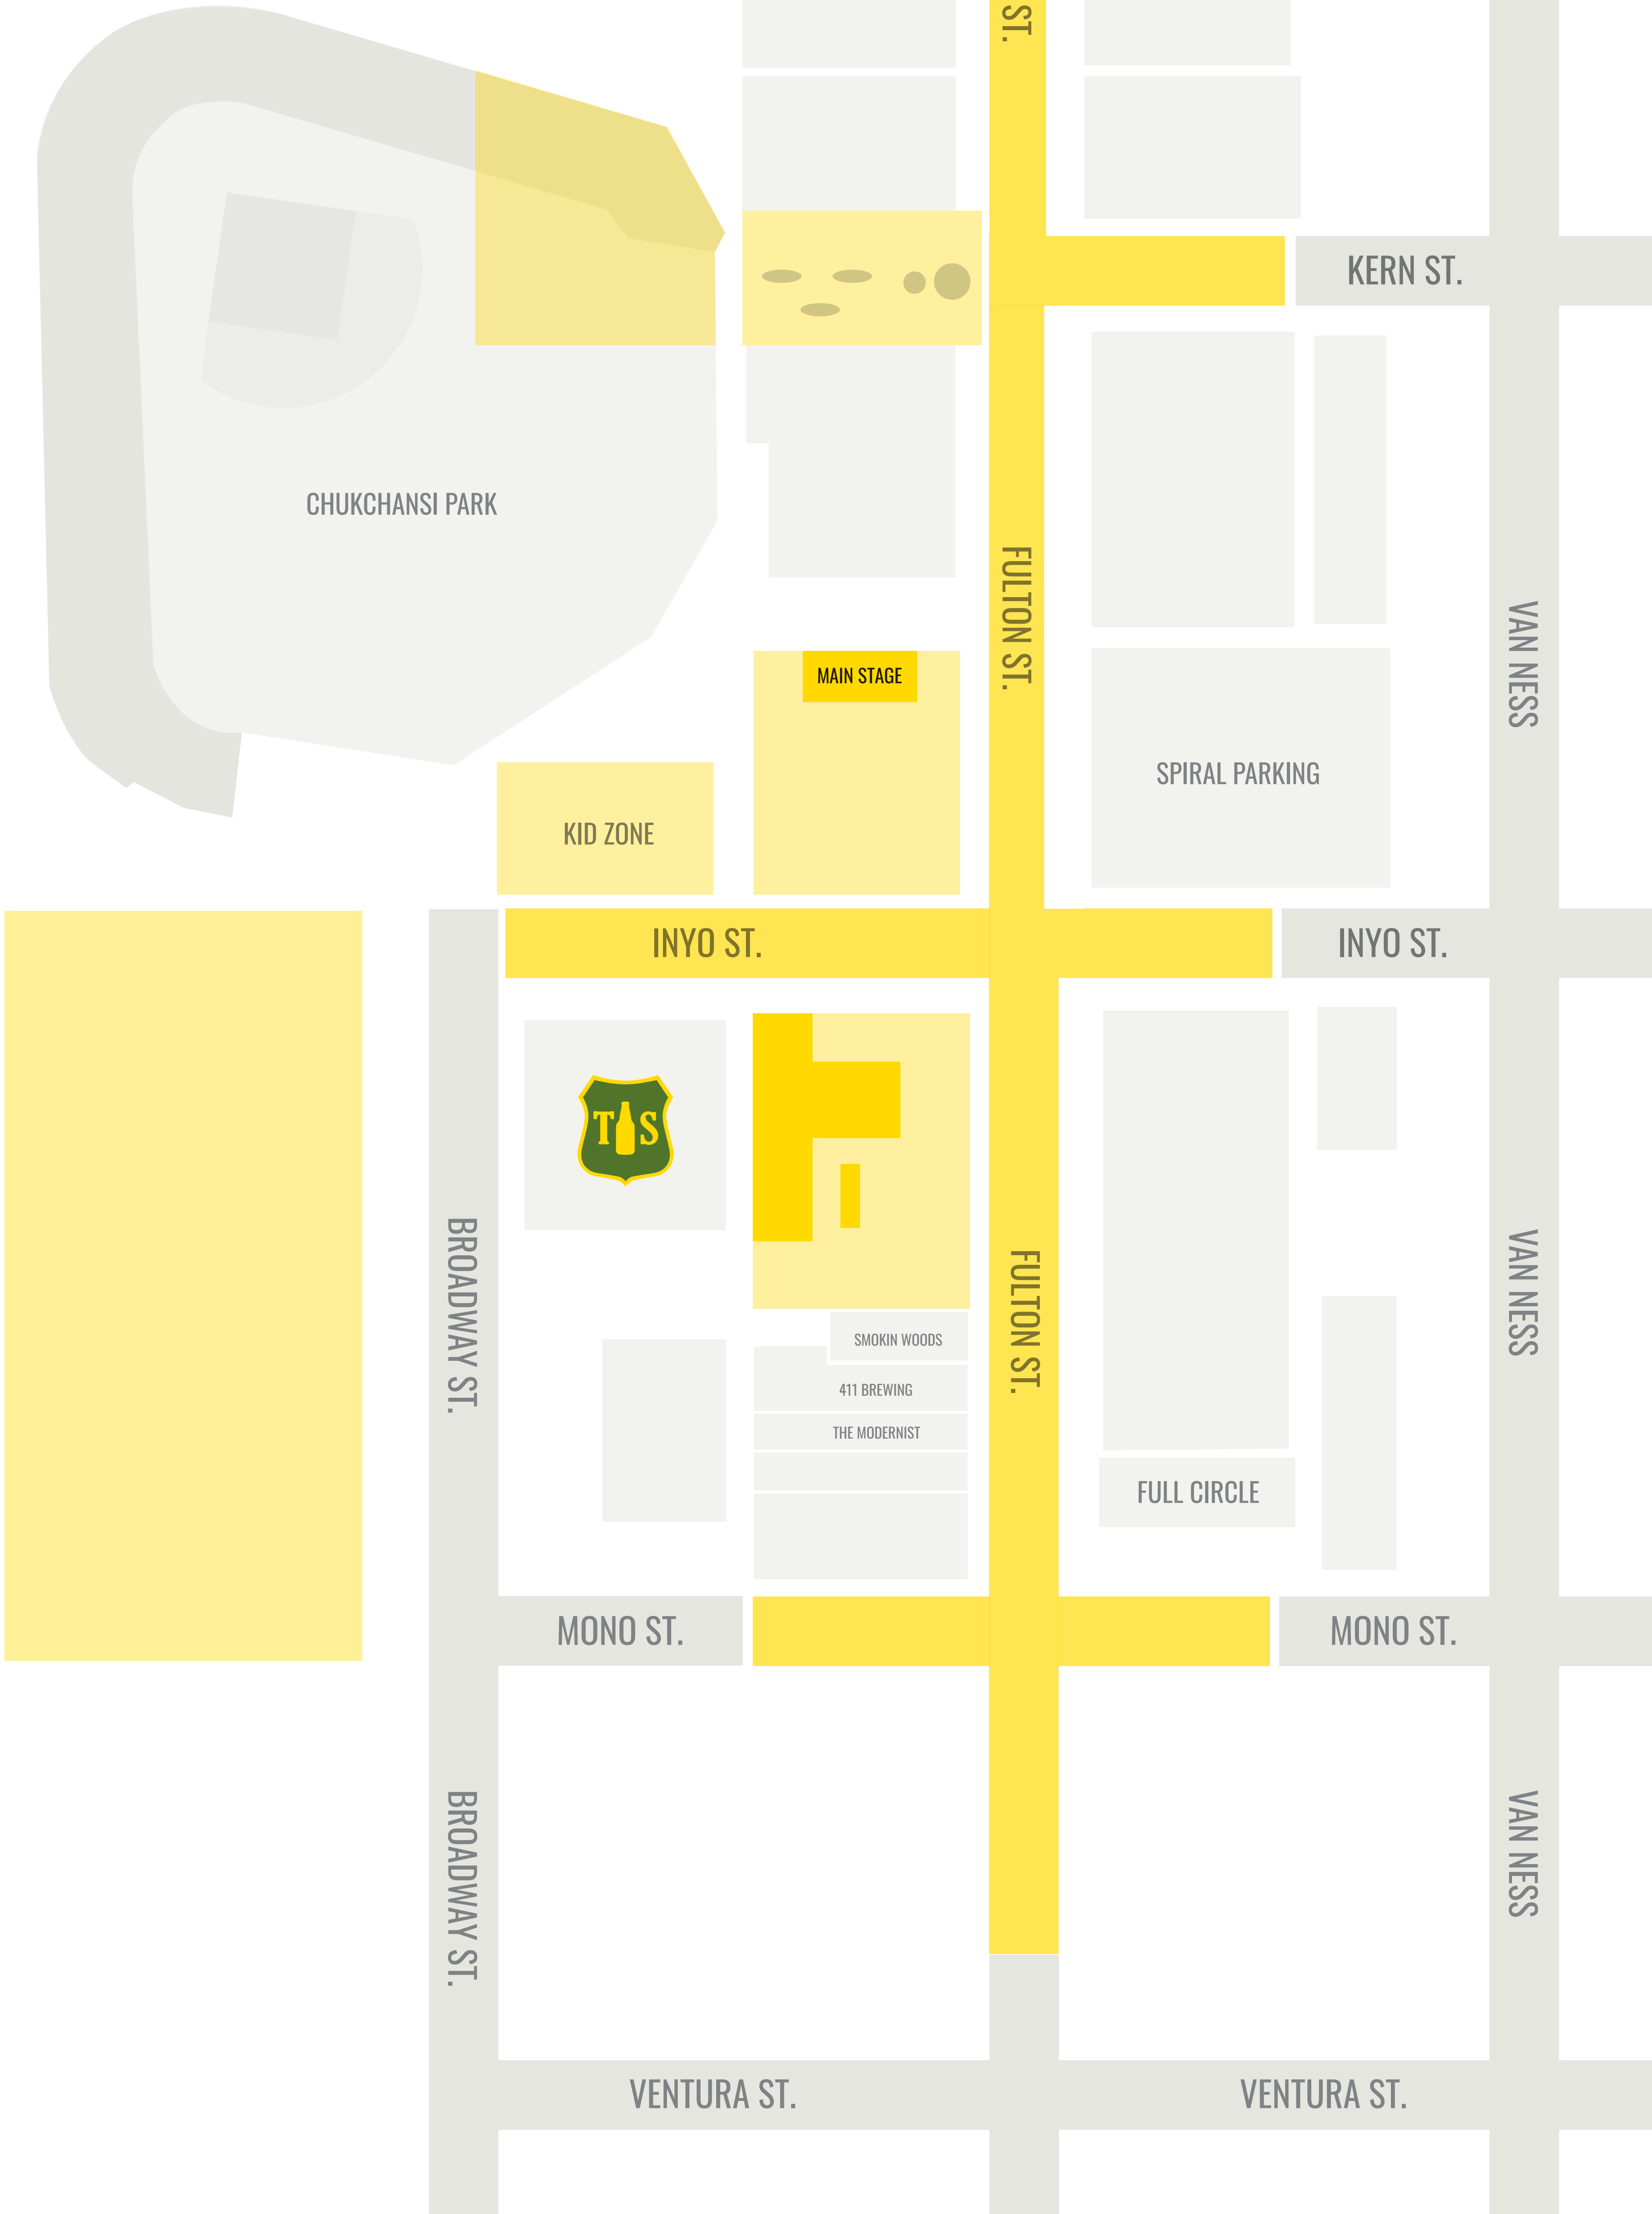 ST.
KERN ST.
CHUKCHANSI PARK
FULTON ST.
VAN NESS
MAIN STAGE
SPIRAL PARKING
KID ZONE
INYO ST.
INYO ST.
T S
BROADWAY ST.
FULTON ST.
VAN NESS
SMOKIN WOODS
411 BREWING
THE MODERNIST
FULL CIRCLE
MONO ST.
MONO ST.
BROADWAY ST.
VAN NESS
VENTURA ST.
VENTURA ST.